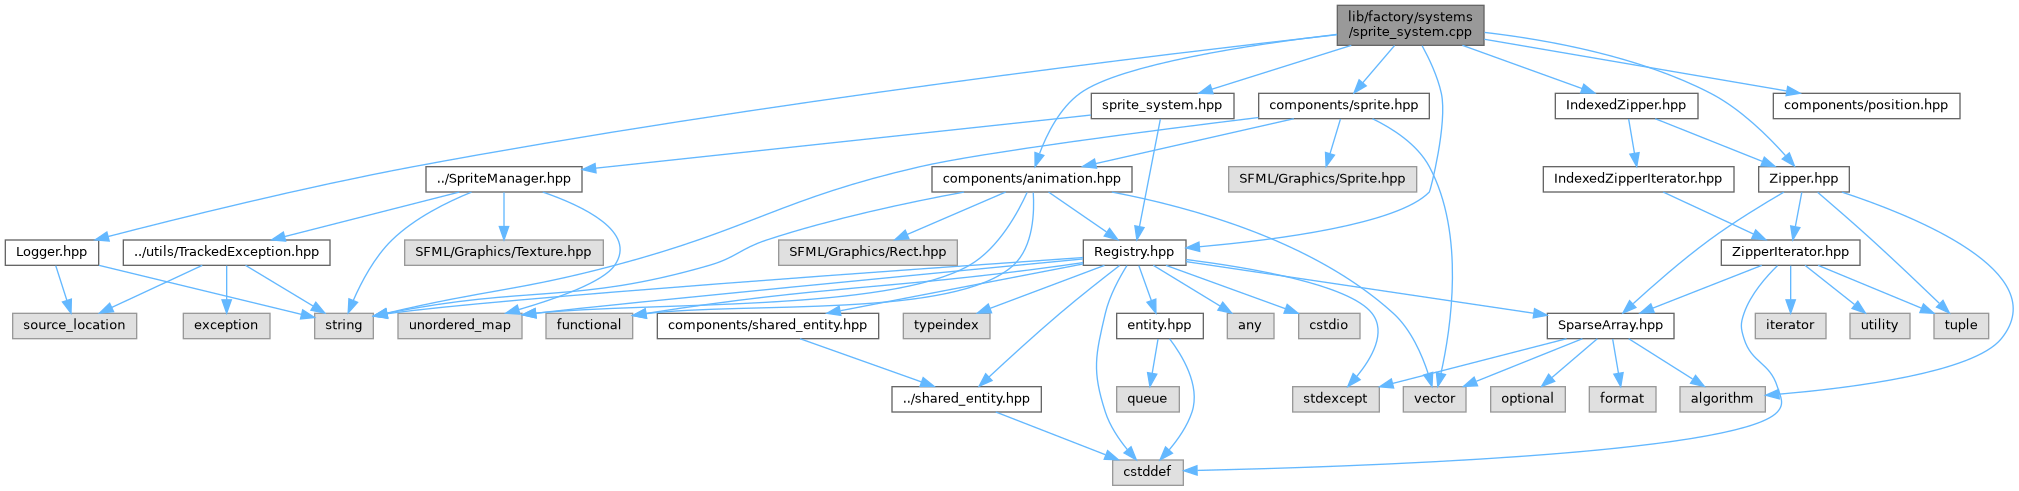 lib/factory/systems
/sprite_system.cpp
sprite_system.hpp
components/sprite.hpp
IndexedZipper.hpp
components/position.hpp
../SpriteManager.hpp
components/animation.hpp
SFML/Graphics/Sprite.hpp
IndexedZipperIterator.hpp
Zipper.hpp
Logger.hpp
../utils/TrackedException.hpp
SFML/Graphics/Texture.hpp
SFML/Graphics/Rect.hpp
Registry.hpp
ZipperIterator.hpp
source_location
exception
string
unordered_map
functional
components/shared_entity.hpp
typeindex
entity.hpp
any
cstdio
SparseArray.hpp
iterator
utility
tuple
../shared_entity.hpp
queue
stdexcept
vector
optional
format
algorithm
cstddef